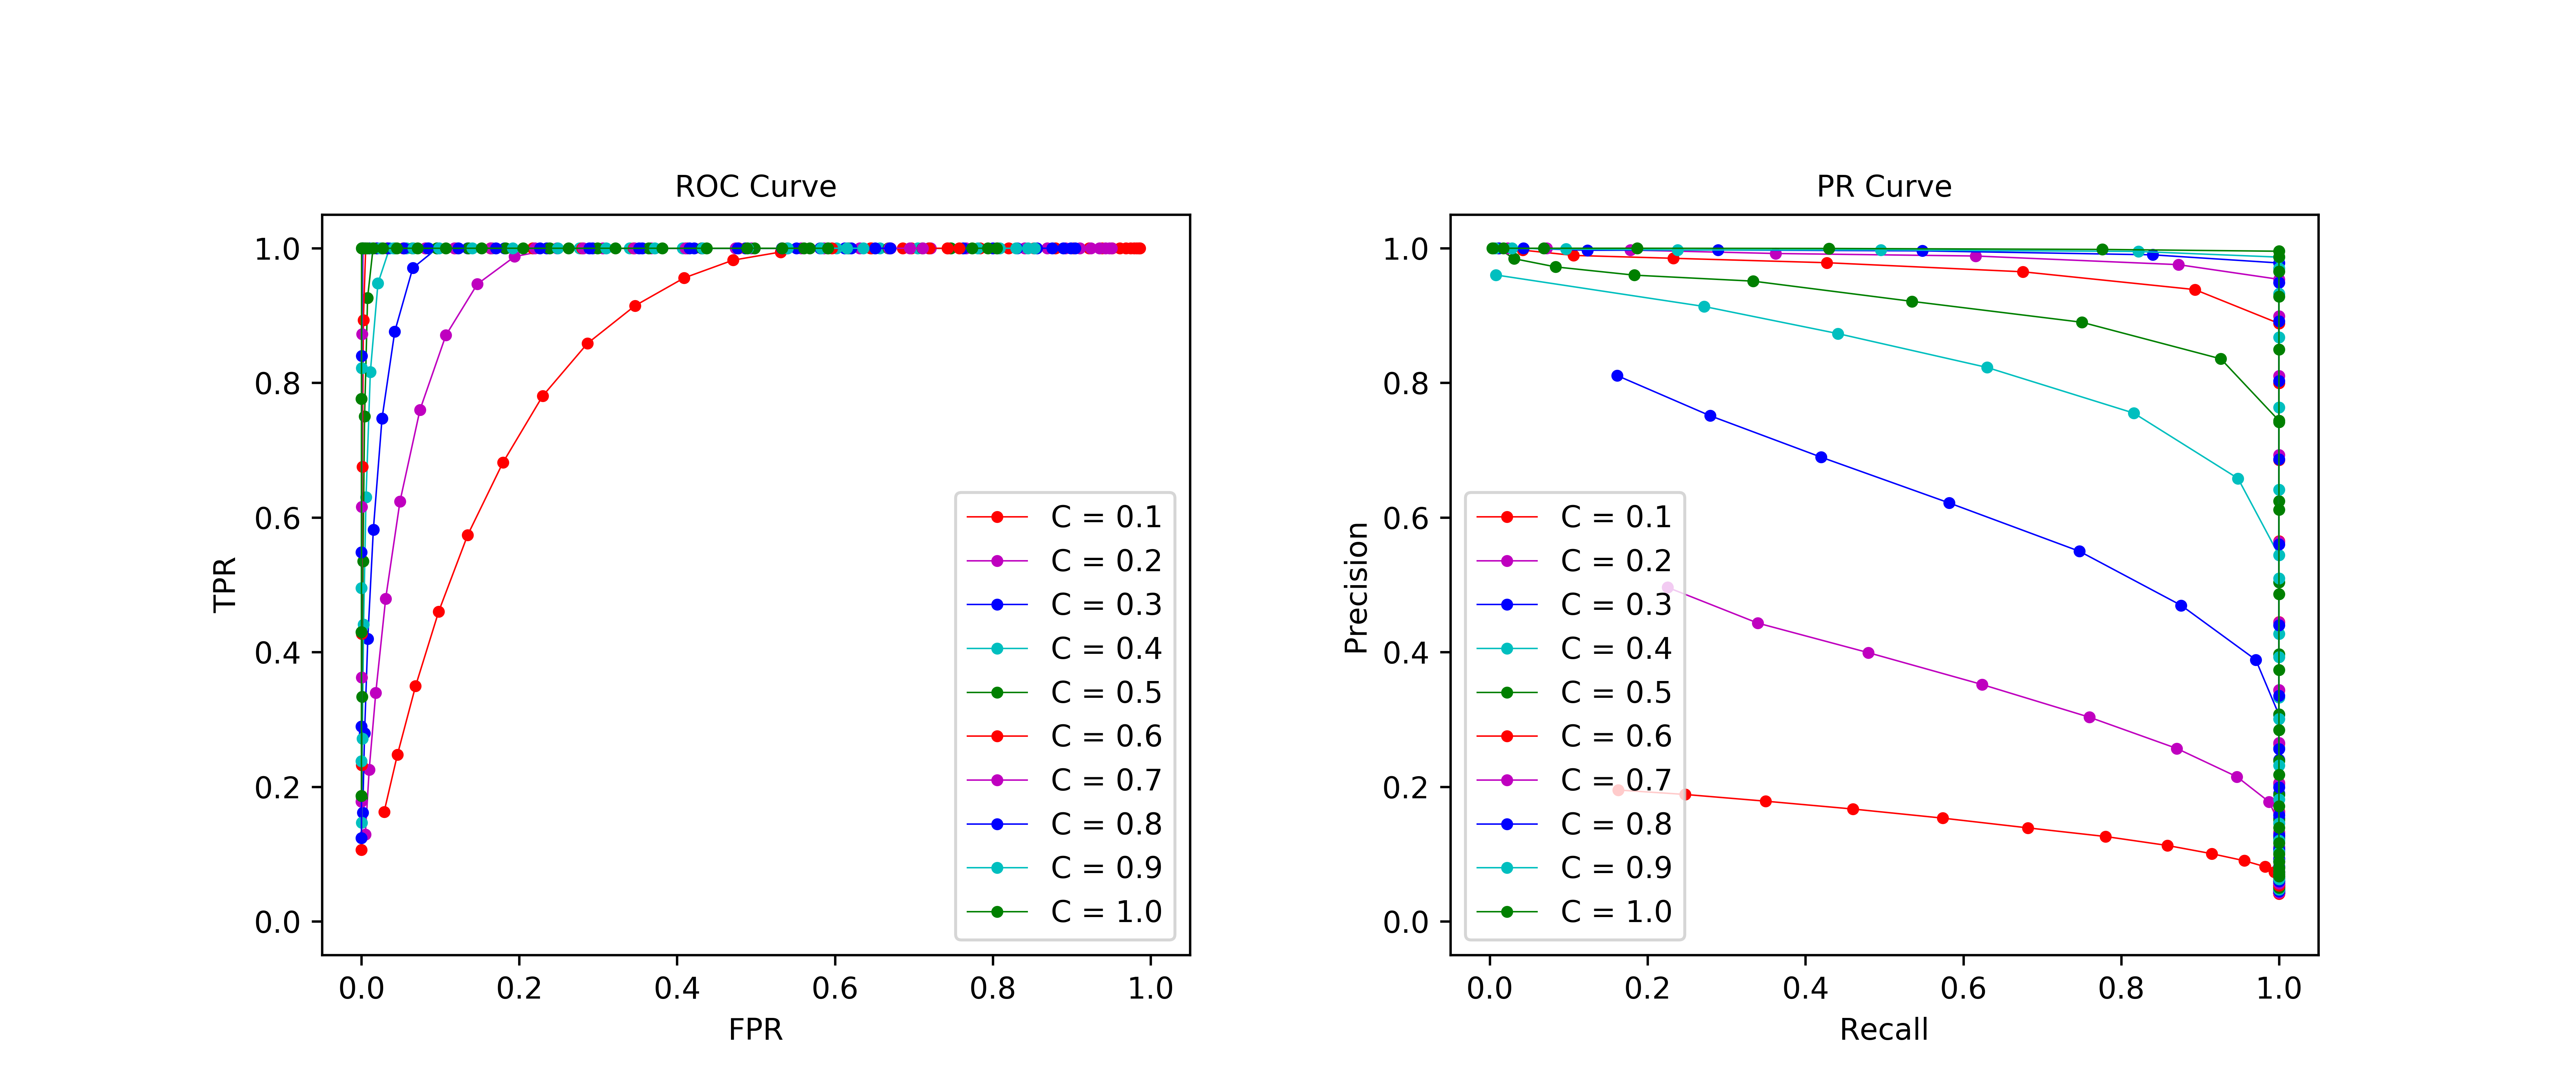 ROC Curve
1.0
0.8
0.6
0.4
0.2
0.0
TPR
0.0 0.2 0.4 0.6 0.8 1.0
FPR
C = 0.1
C = 0.2
C = 0.3
C = 0.4
C = 0.5
C = 0.6
C = 0.7
C = 0.8
C = 0.9
C = 1.0
PR Curve
1.0
0.8
0.6
0.4
0.2
0.0
Precision
0.0 0.2 0.4 0.6 0.8 1.0
Recall
C = 0.1
C = 0.2
C = 0.3
C = 0.4
C = 0.5
C = 0.6
C = 0.7
C = 0.8
C = 0.9
C = 1.0